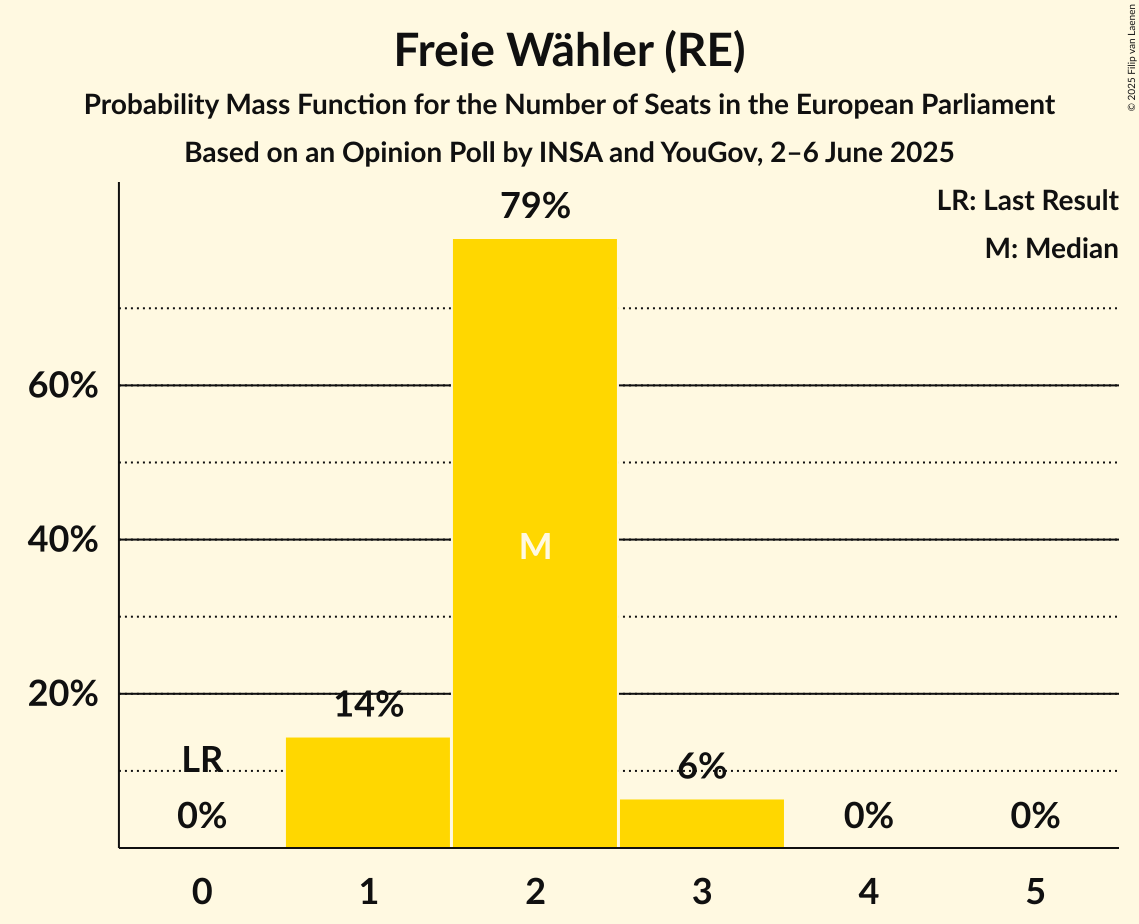 Freie Wähler (RE)
Probability Mass Function for the Number of Seats in the European Parliament
Based on an Opinion Poll by INSA and YouGov, 2–6 June 2025
© 2025 Filip van Laenen
LR: Last Result
M: Median
79%
60%
40%
20%
M
14%
LR
6%
0%
0%
0%
0 1 2 3 4 5